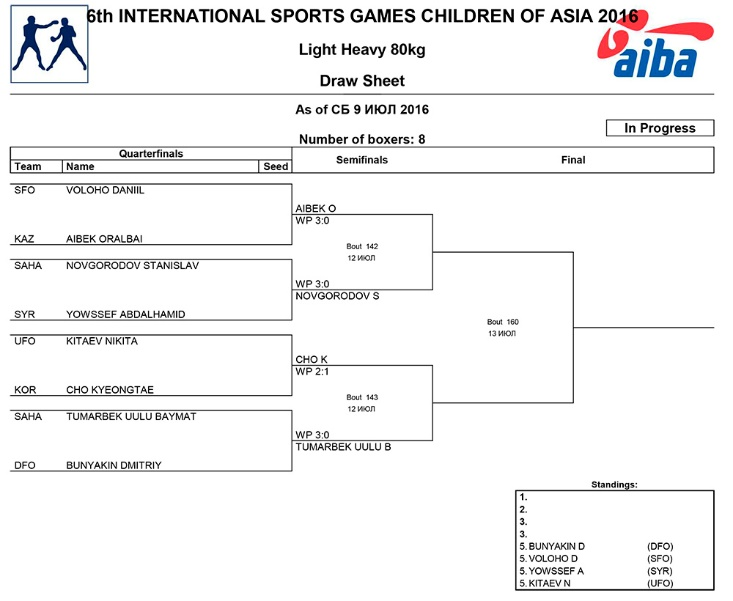 6th INTERNATIONAL SPORTS GAMES CHILDREN OF ASIA 2016
aiba
Light Heavy 80kg
Draw Sheet
As of СБ 9 ИЮЛ 2016
In Progress
Number of boxers: 8
Quarterfinals
Semifinals
Final
Team Name Seed
SFO VOLOHO DANIIL
AIBEK O
WP 3:0
KAZ AIBEK ORALBAI
Bout 142
12 ИЮЛ
SAHA NOVGORODOV STANISLAV
WP 3:0
NOVGORODOV S
SYR YOWSSEF ABDALHAMID
Bout 160
13 ИЮЛ
UFO KITAEV NIKITA
CHO K
WP 2:1
KOR CHO KYEONGTAE
Bout 143
12 ИЮЛ
SAHA TUMARBEK UULU BAYMAT
WP 3:0
TUMARBEK UULU B
DFO BUNYAKIN DMITRIY
Standings:
1.
2.
3.
3.
5. BUNYAKIN D (DFO)
5. VOLOHO D (SFO)
5. YOWSSEF A (SYR)
5. KITAEV N (UFO)